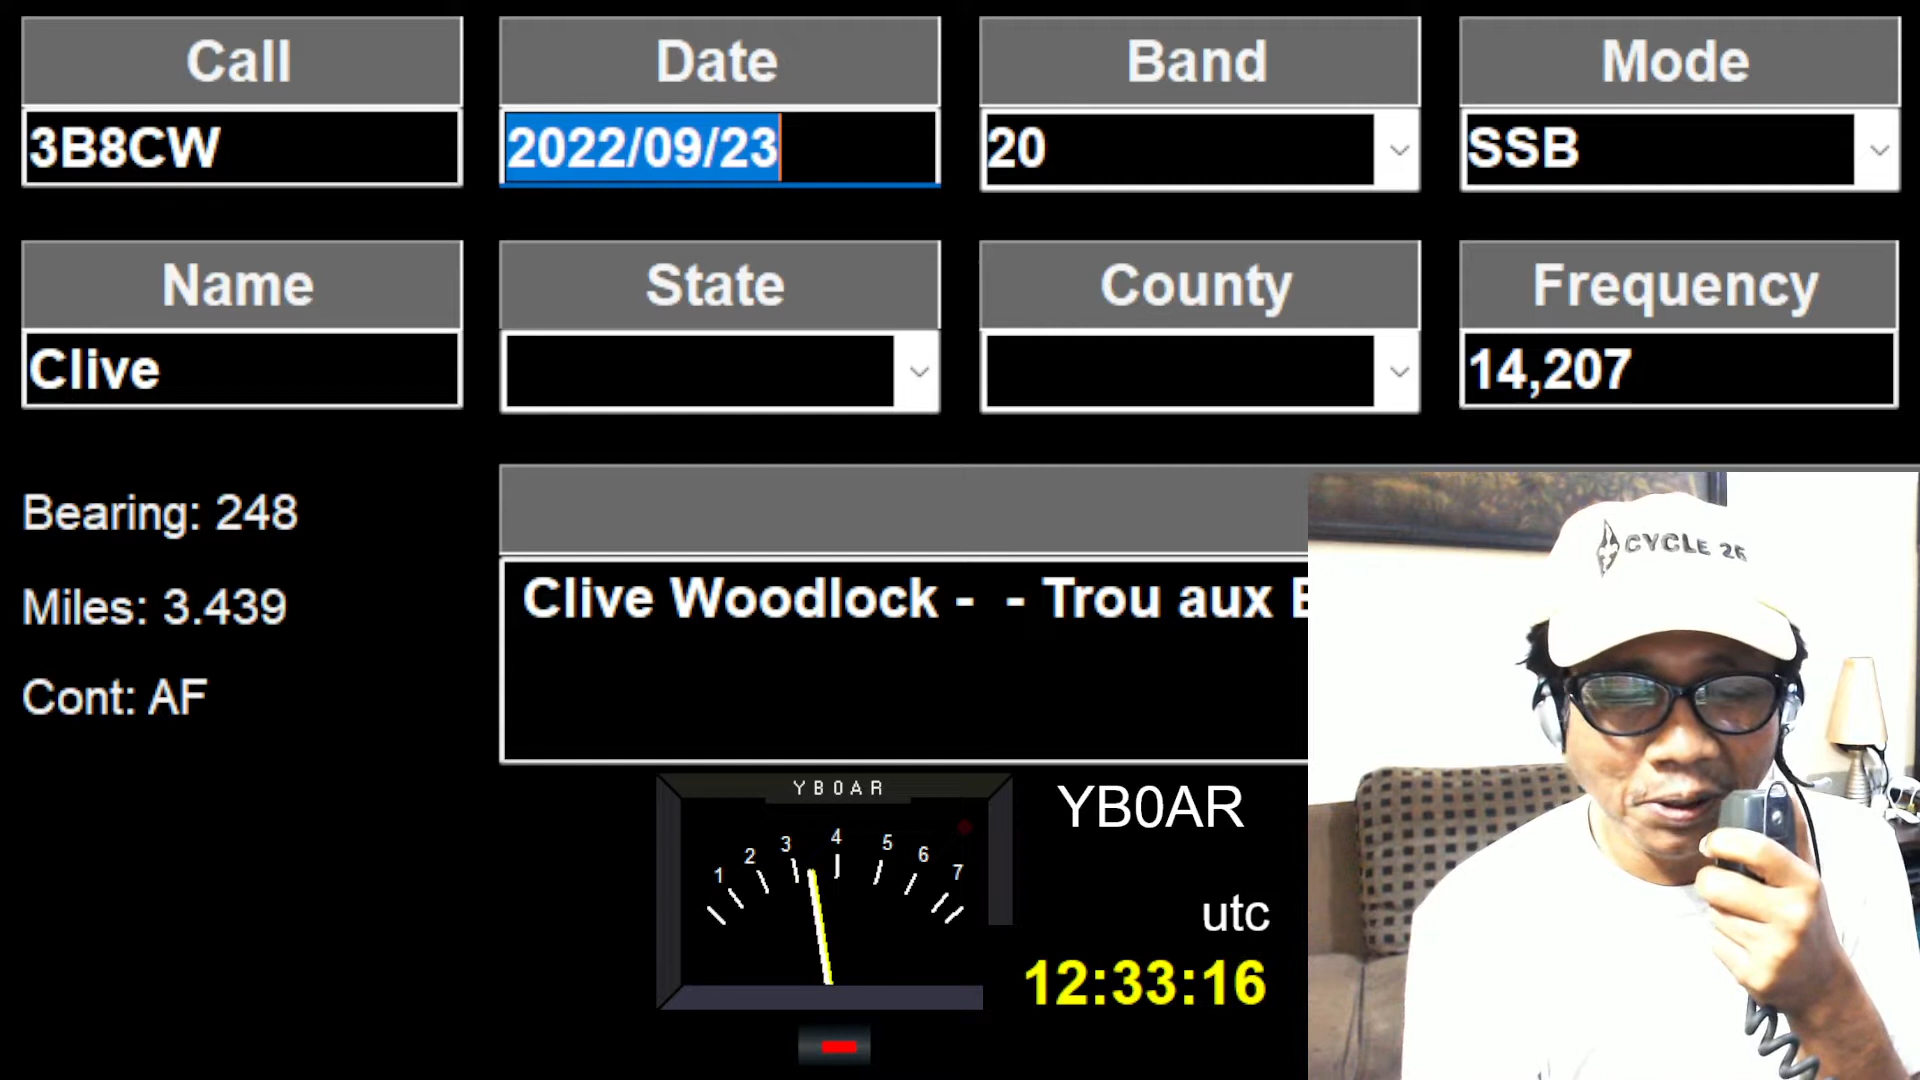 Call Date Band Mode
3B8CW 2022/09/23 20 SSB
Name State County Frequency
Clive 14,207
Bearing: 248
Miles: 3.439
Cont: AF
Clive Woodlock - - Trou aux
CYCLE 25
YB0AR
1 2 3 4 5 6 7
YB0AR
utc
12:33:16